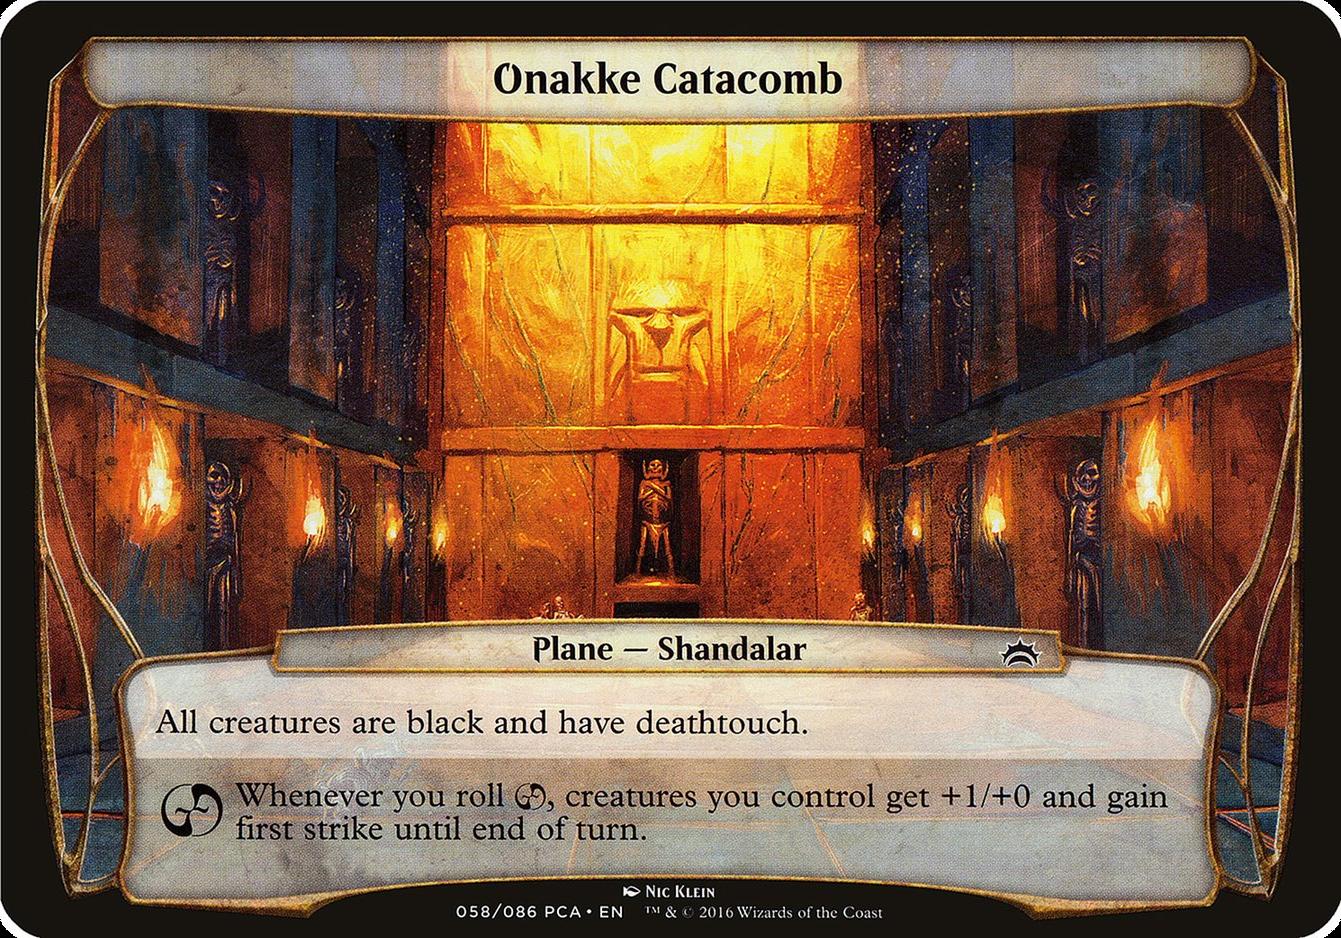 Onakke Catacomb
Plane — Shandalar
All creatures are black and have deathtouch.
Whenever you roll , creatures you control get +1/+0 and gain
first strike until end of turn.
Nic Klein
058/086 PCA • EN ™ & © 2016 Wizards of the Coast